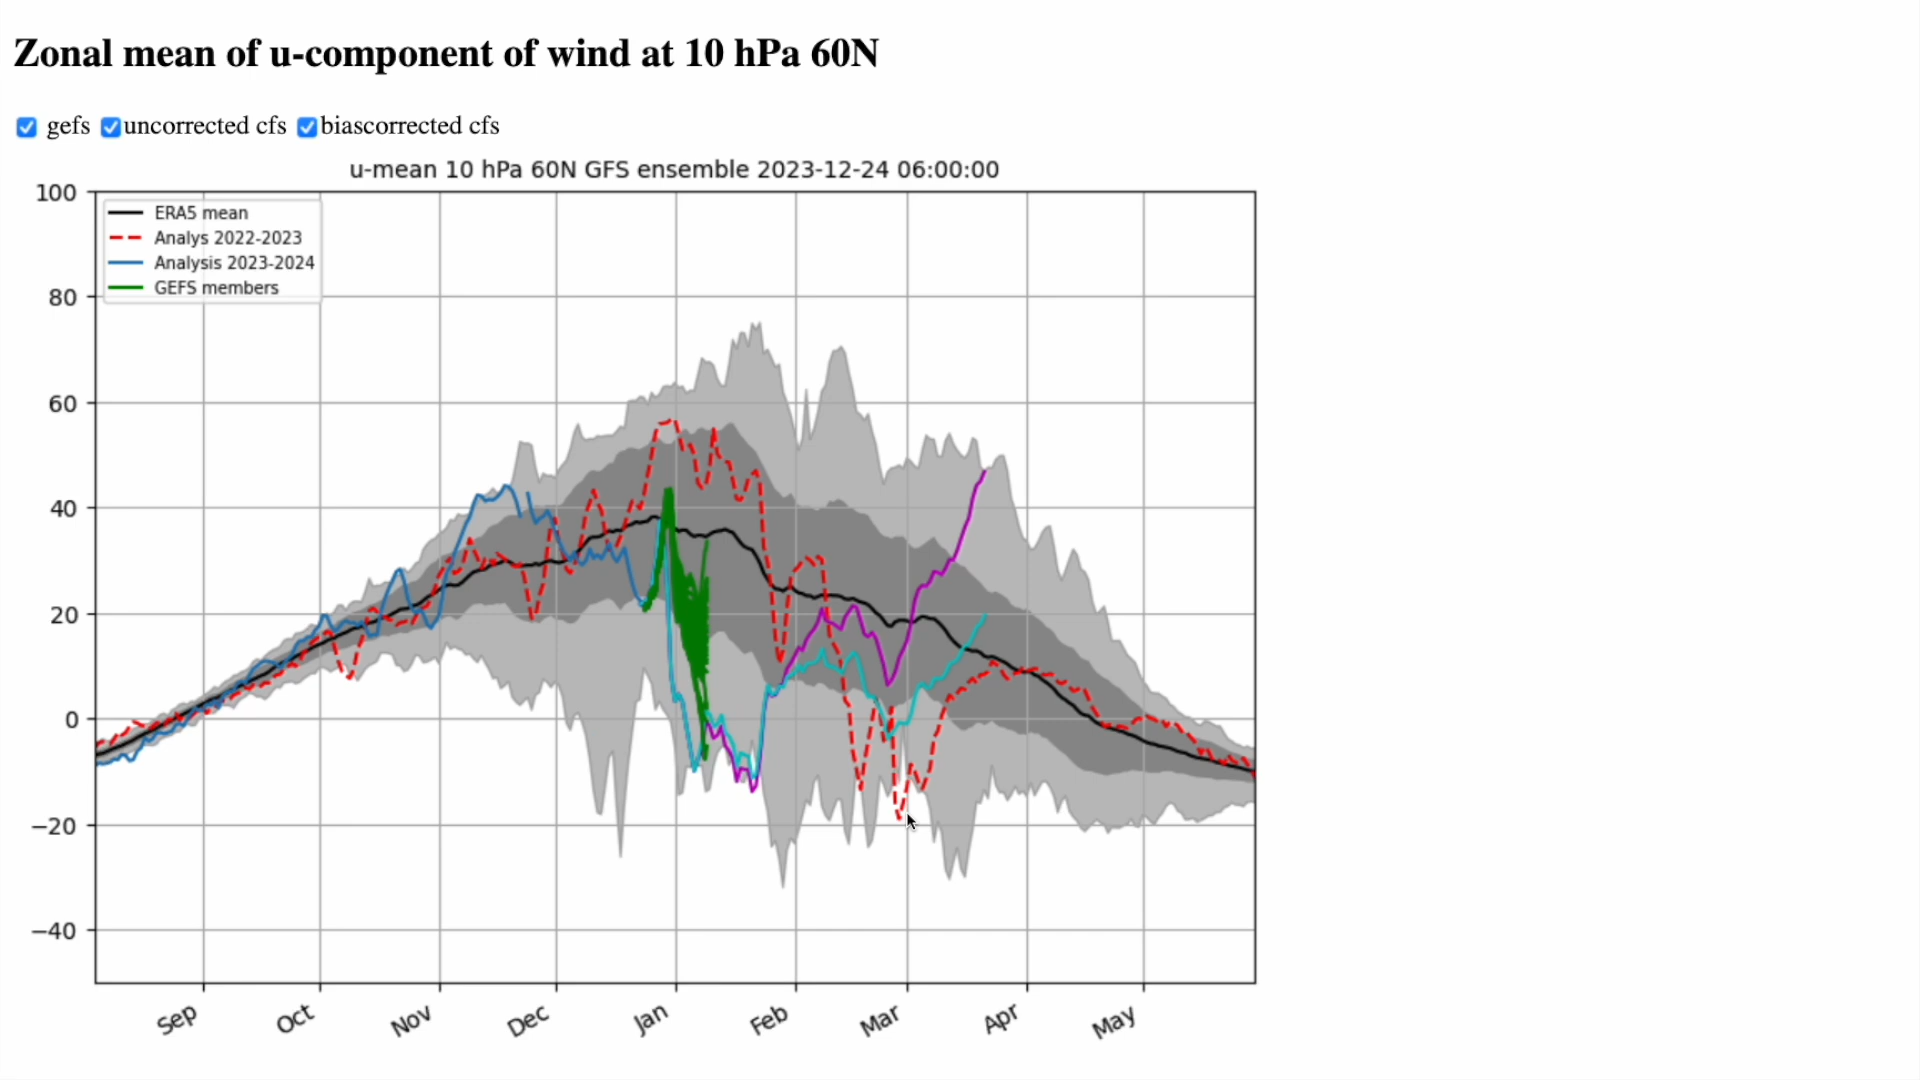 Zonal mean of u-component of wind at 10 hPa 60N
gefs uncorrected cfs biascorrected cfs
u-mean 10 hPa 60N GFS ensemble 2023-12-24 06:00:00
ERA5 mean
Analys 2022-2023
Analysis 2023-2024
GEFS members
100
80
60
40
20
0
−20
−40
Sep Oct Nov Dec Jan Feb Mar Apr May